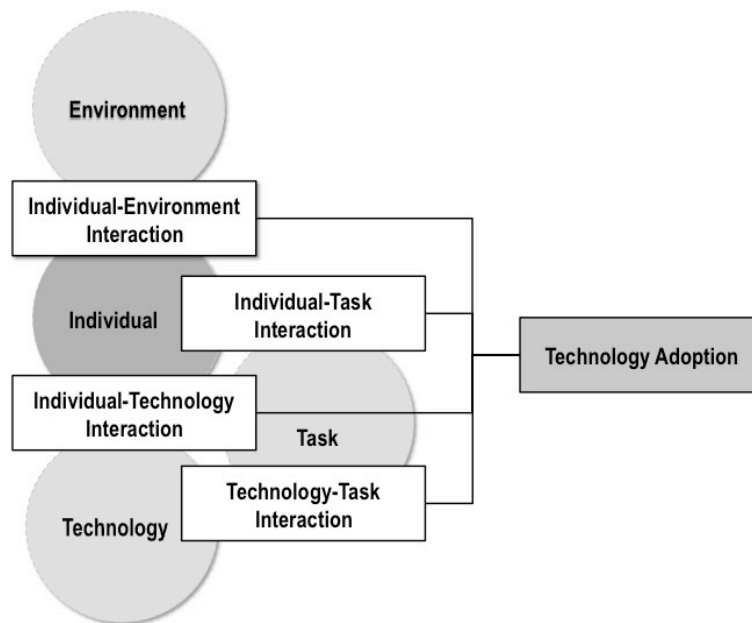 Environment
Individual-Environment
Interaction
Individual
Individual-Task
Interaction
Technology Adoption
Individual-Technology
Interaction
Task
Technology
Technology-Task
Interaction